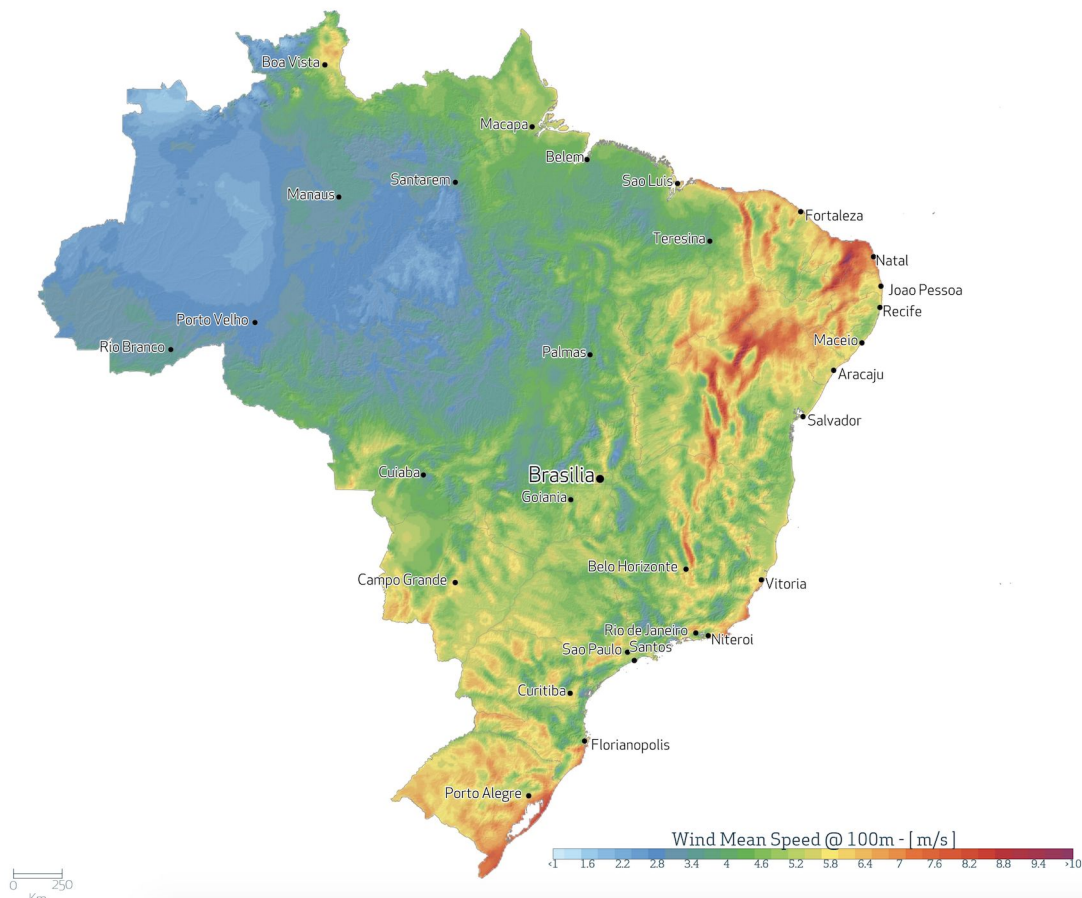 Boa Vista
Macapa
Belem
Santarem
Sao Luis
Manaus
Fortaleza
Teresina
Natal
Joao Pessoa
Recife
Porto Velho
Maceio
Rio Branco
Palmas
Aracaju
Salvador
Cuiaba
Brasilia
Goiania
Belo Horizonte
Campo Grande
Vitoria
Rio de Janeiro
Niteroi
Sao Paulo
Santos
Curitiba
Florianopolis
Porto Alegre
Wind Mean Speed @ 100m - [ m/s ]
<1 1.6 2.2 2.8 3.4 4 4.6 5.2 5.8 6.4 7 7.6 8.2 8.8 9.4 >10
0 250
Km